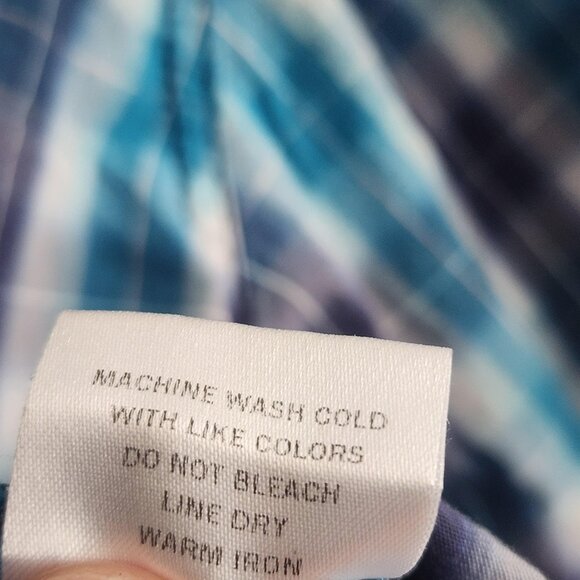 MACHINE WASH COLD
WITH LIKE COLORS
DO NOT BLEACH
LINE DRY
WARM IRON